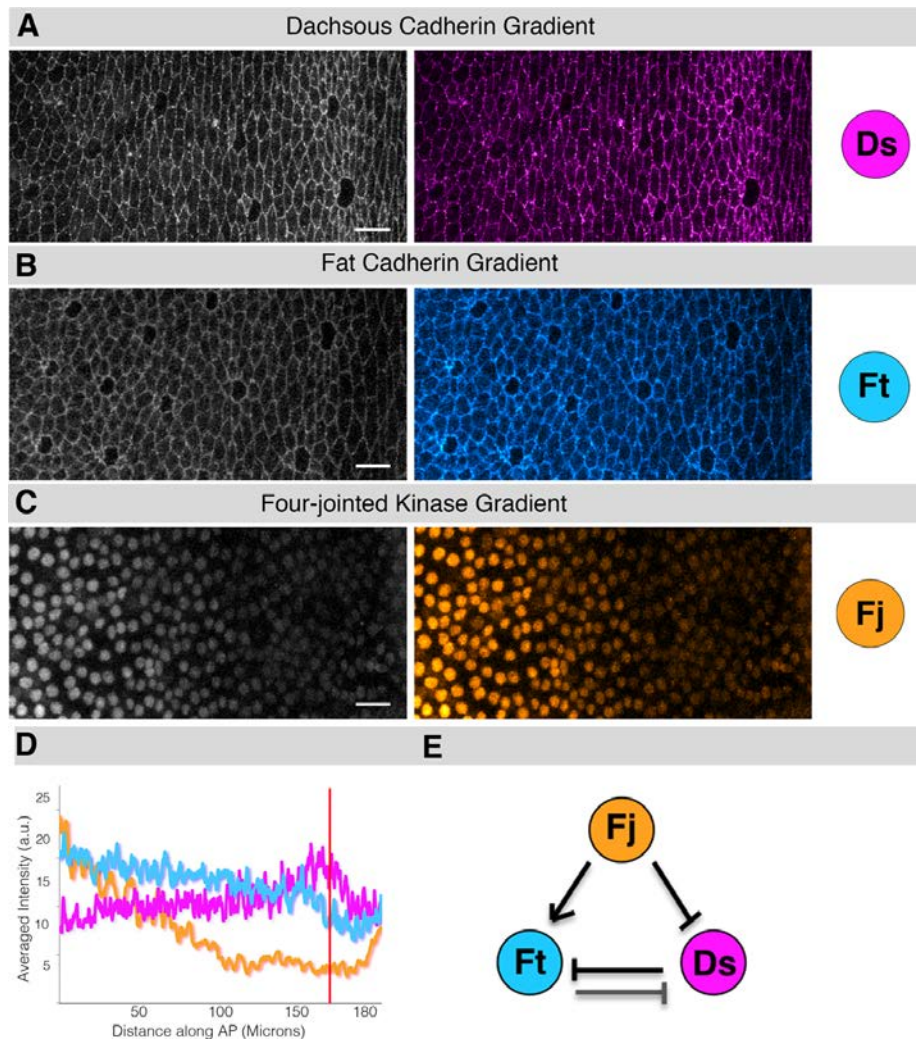 A
Dachsous Cadherin Gradient
Ds
B
Fat Cadherin Gradient
Ft
C
Four-jointed Kinase Gradient
Fj
D
E
Averaged Intensity (a.u.)
25
20
15
10
5
50
100
150
180
Distance along AP (Microns)
Fj
Ft
Ds